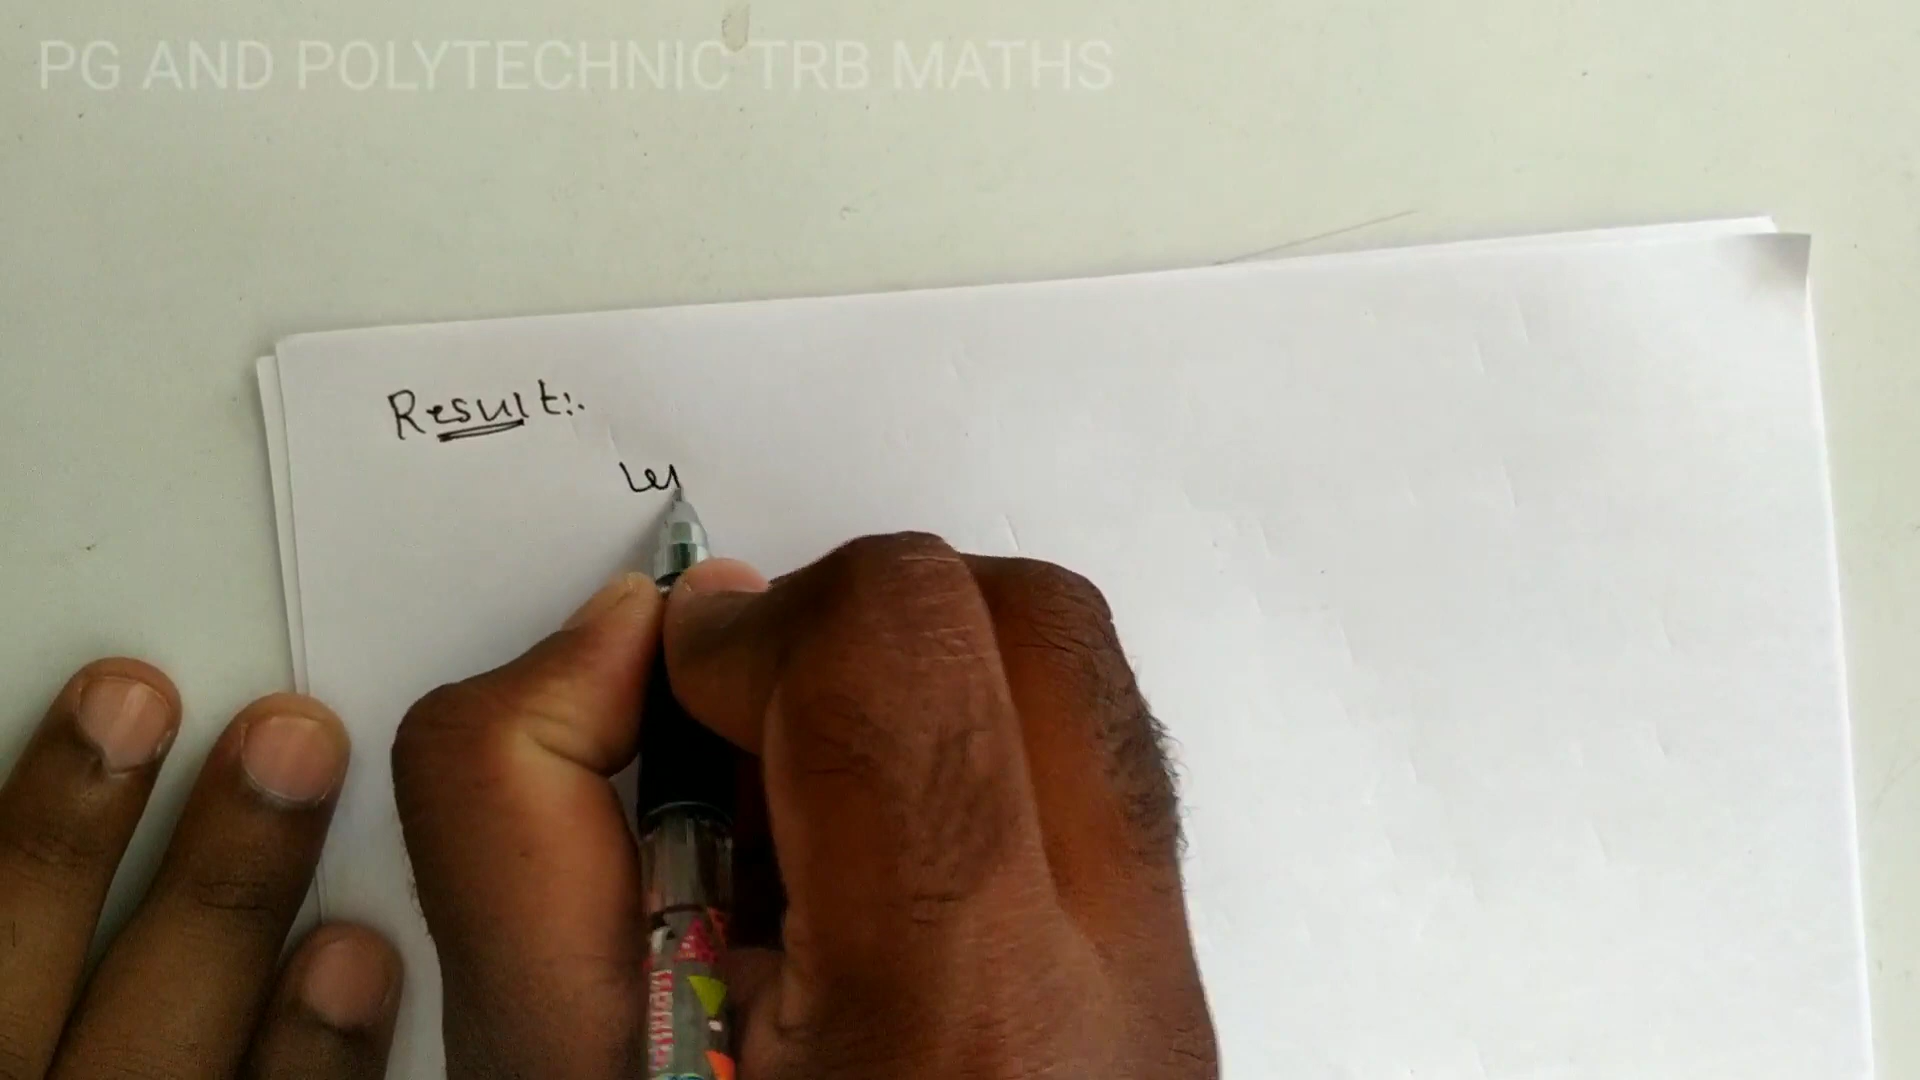 PG AND POLYTECHNIC TRB MATHS
Result:.